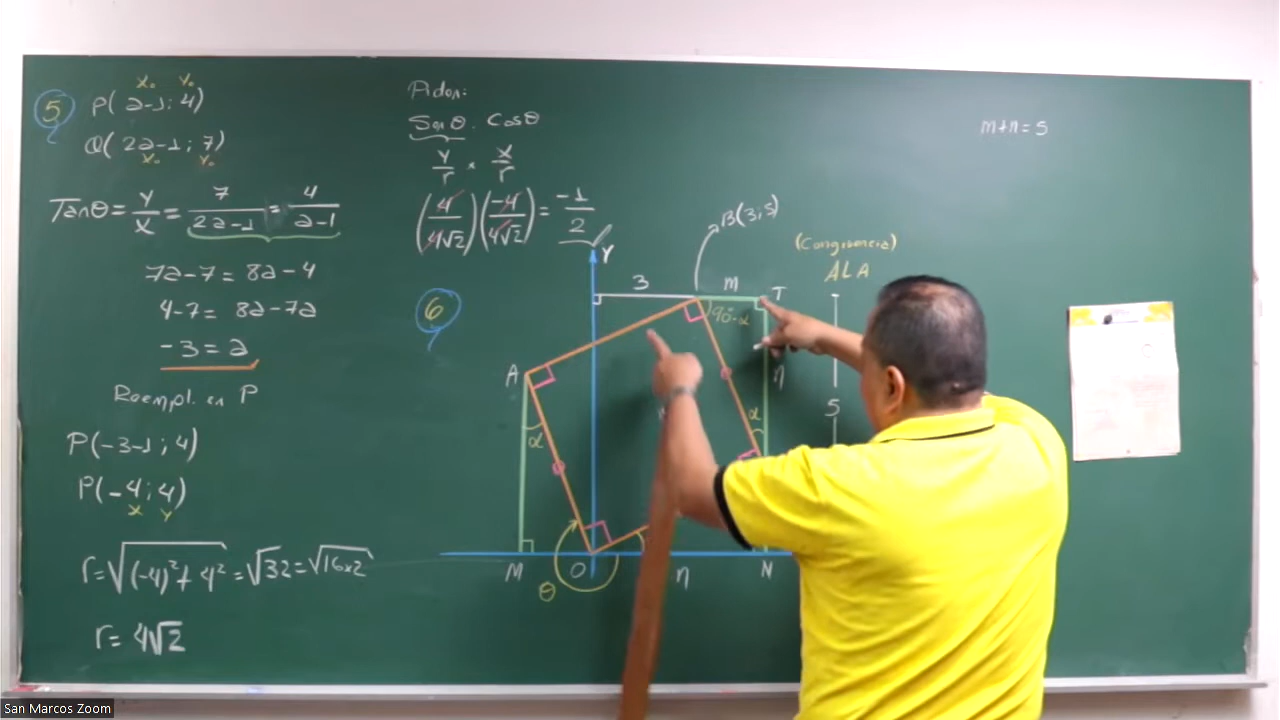 5
x₀ y₀
P(a-1; 4)
Q(2a-1; 7)
x₀ y₀
Tanθ = y/x = 7/2a-1 = 4/a-1
7a-7 = 8a-4
4-7 = 8a-7a
-3 = a
Reempl. en P
P(-3-1; 4)
P(-4; 4)
x y
r = √(-4)²+4² = √32 = √16x2
r = 4√2
Piden:
Senθ . Cosθ
y/r x x/r
(4/4√2)(-4/4√2) = -1/2
m+n = 5
6
Y
B(3;5)
(Congruencia)
ALA
3
m
T
90°-α
A
n
α
α
5
M
O
n
N
θ
San Marcos Zoom